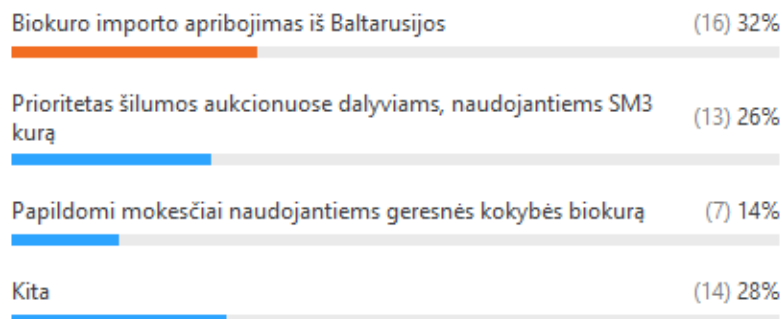 Biokuro importo apribojimas iš Baltarusijos (16) 32%
Prioritetas šilumos aukcionuose dalyviams, naudojantiems SM3
kurą (13) 26%
Papildomi mokesčiai naudojantiems geresnės kokybės biokurą (7) 14%
Kita (14) 28%